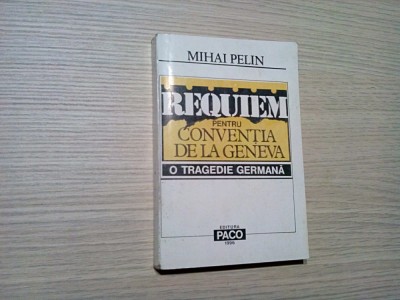 MIHAI PELIN
REQUIEM
PENTRU
CONVENTIA
DE LA GENEVA
O TRAGEDIE GERMANĂ
EDITURA
PACO
1996